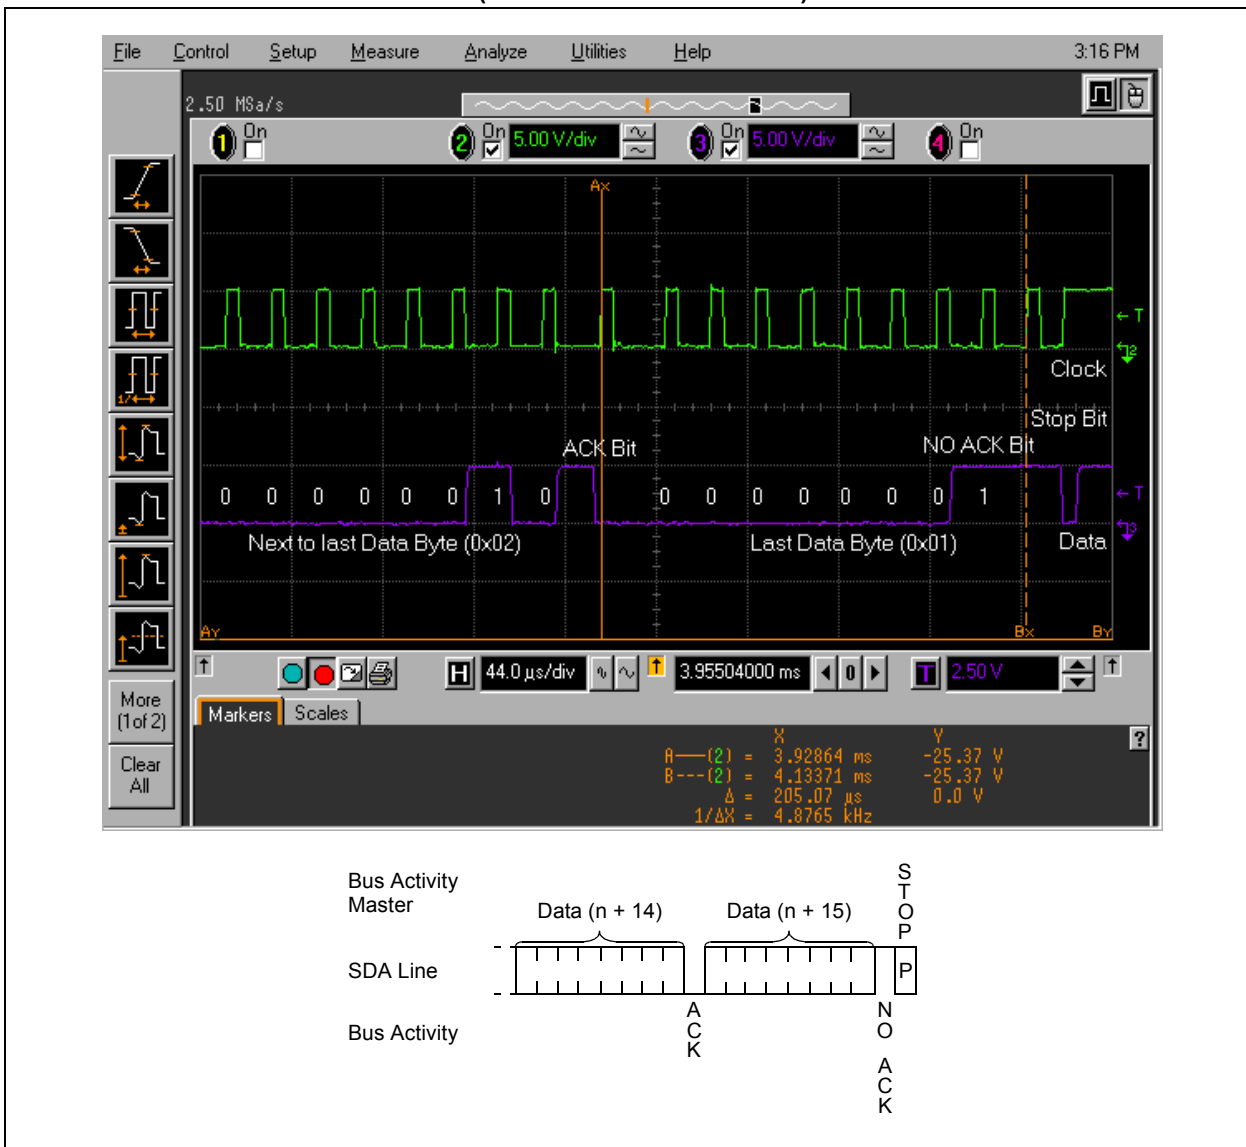 File Control Setup Measure Analyze Utilities Help 3:16 PM
2.50 MSa/s
1 On 2 On 5.00 V/div 3 On 5.00 V/div 4 On
Ax
T
2
Clock
Stop Bit
ACK Bit NO ACK Bit
0 0 0 0 0 0 1 0 0 0 0 0 0 0 0 1
T
3
Next to last Data Byte (0x02) Last Data Byte (0x01) Data
Ay Bx By
H 44.0 µs/div T 3.95504000 ms 0 T 2.50 V T
More
(1 of 2)
Clear
All
Markers Scales
?
X Y
A---(2) = 3.92864 ms -25.37 V
B---(2) = 4.13371 ms -25.37 V
Δ = 205.07 µs 0.0 V
1/ΔX = 4.8765 kHz
Bus Activity
Master
Data (n + 14) Data (n + 15)
STOP
SDA Line
P
Bus Activity
ACK
NO ACK